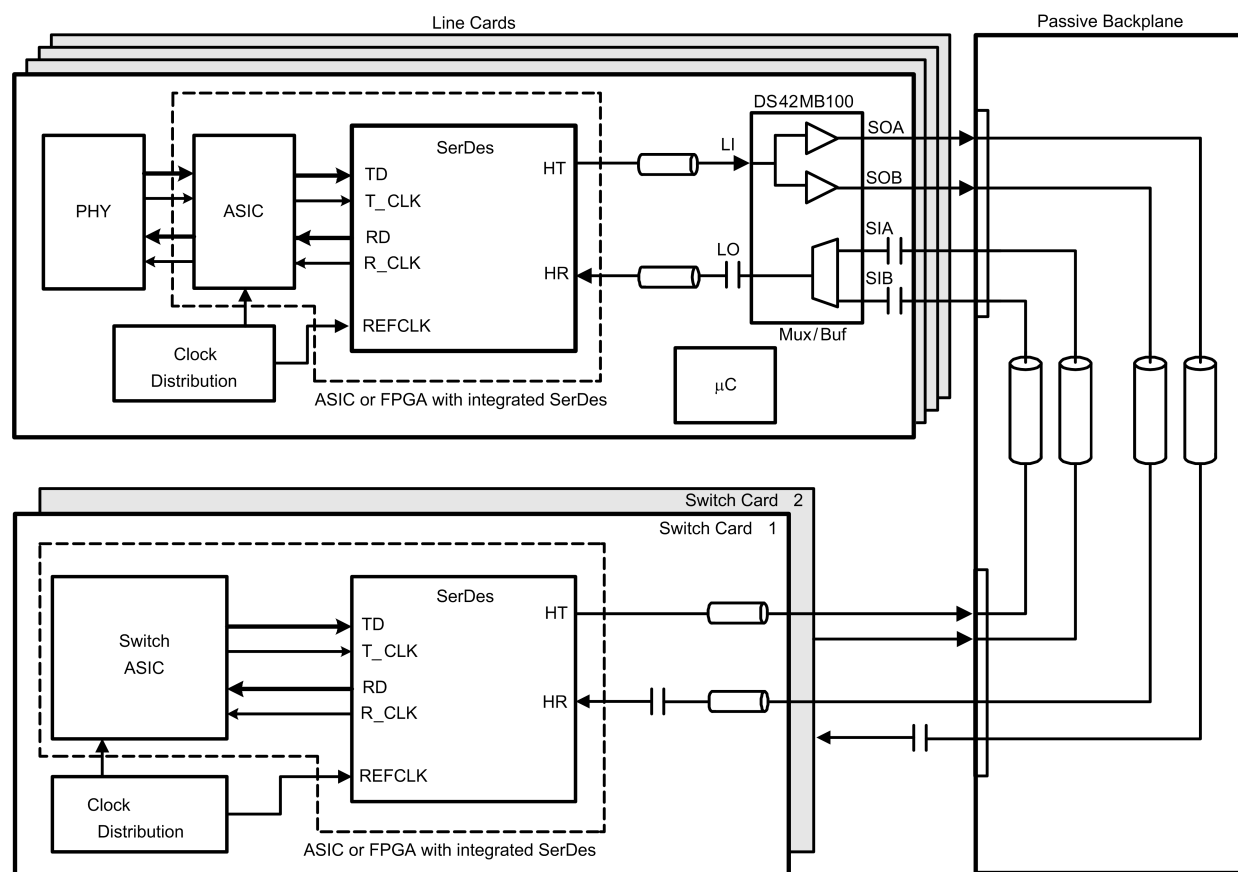 Line Cards
Passive Backplane
DS42MB100
SOA
SerDes
LI
HT
TD
SOB
T_CLK
PHY
ASIC
SIA
RD
LO
R_CLK
HR
SIB
REFCLK
Mux/Buf
Clock
Distribution
μC
ASIC or FPGA with integrated SerDes
Switch Card 2
Switch Card 1
SerDes
HT
TD
Switch
ASIC
T_CLK
RD
HR
R_CLK
REFCLK
Clock
Distribution
ASIC or FPGA with integrated SerDes